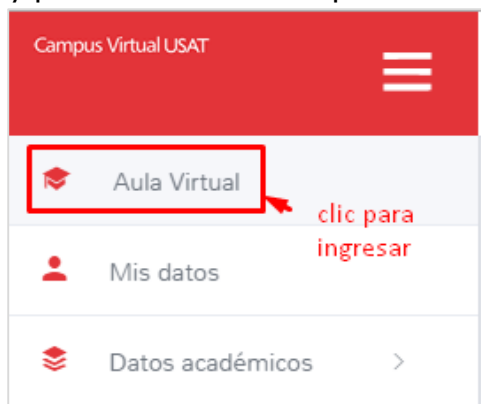 Campus Virtual USAT
Aula Virtual
clic para
ingresar
Mis datos
Datos académicos